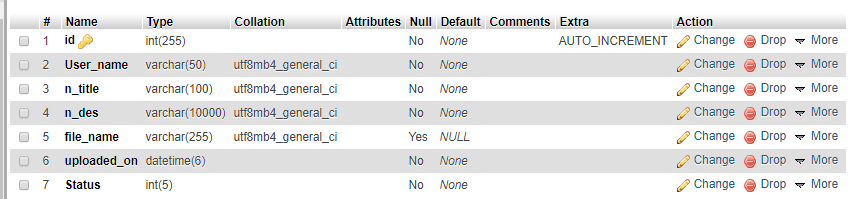 # Name Type Collation Attributes Null Default Comments Extra Action
1 id int(255) No None AUTO_INCREMENT Change Drop More
2 User_name varchar(50) utf8mb4_general_ci No None Change Drop More
3 n_title varchar(100) utf8mb4_general_ci No None Change Drop More
4 n_des varchar(10000) utf8mb4_general_ci No None Change Drop More
5 file_name varchar(255) utf8mb4_general_ci Yes NULL Change Drop More
6 uploaded_on datetime(6) No None Change Drop More
7 Status int(5) No None Change Drop More